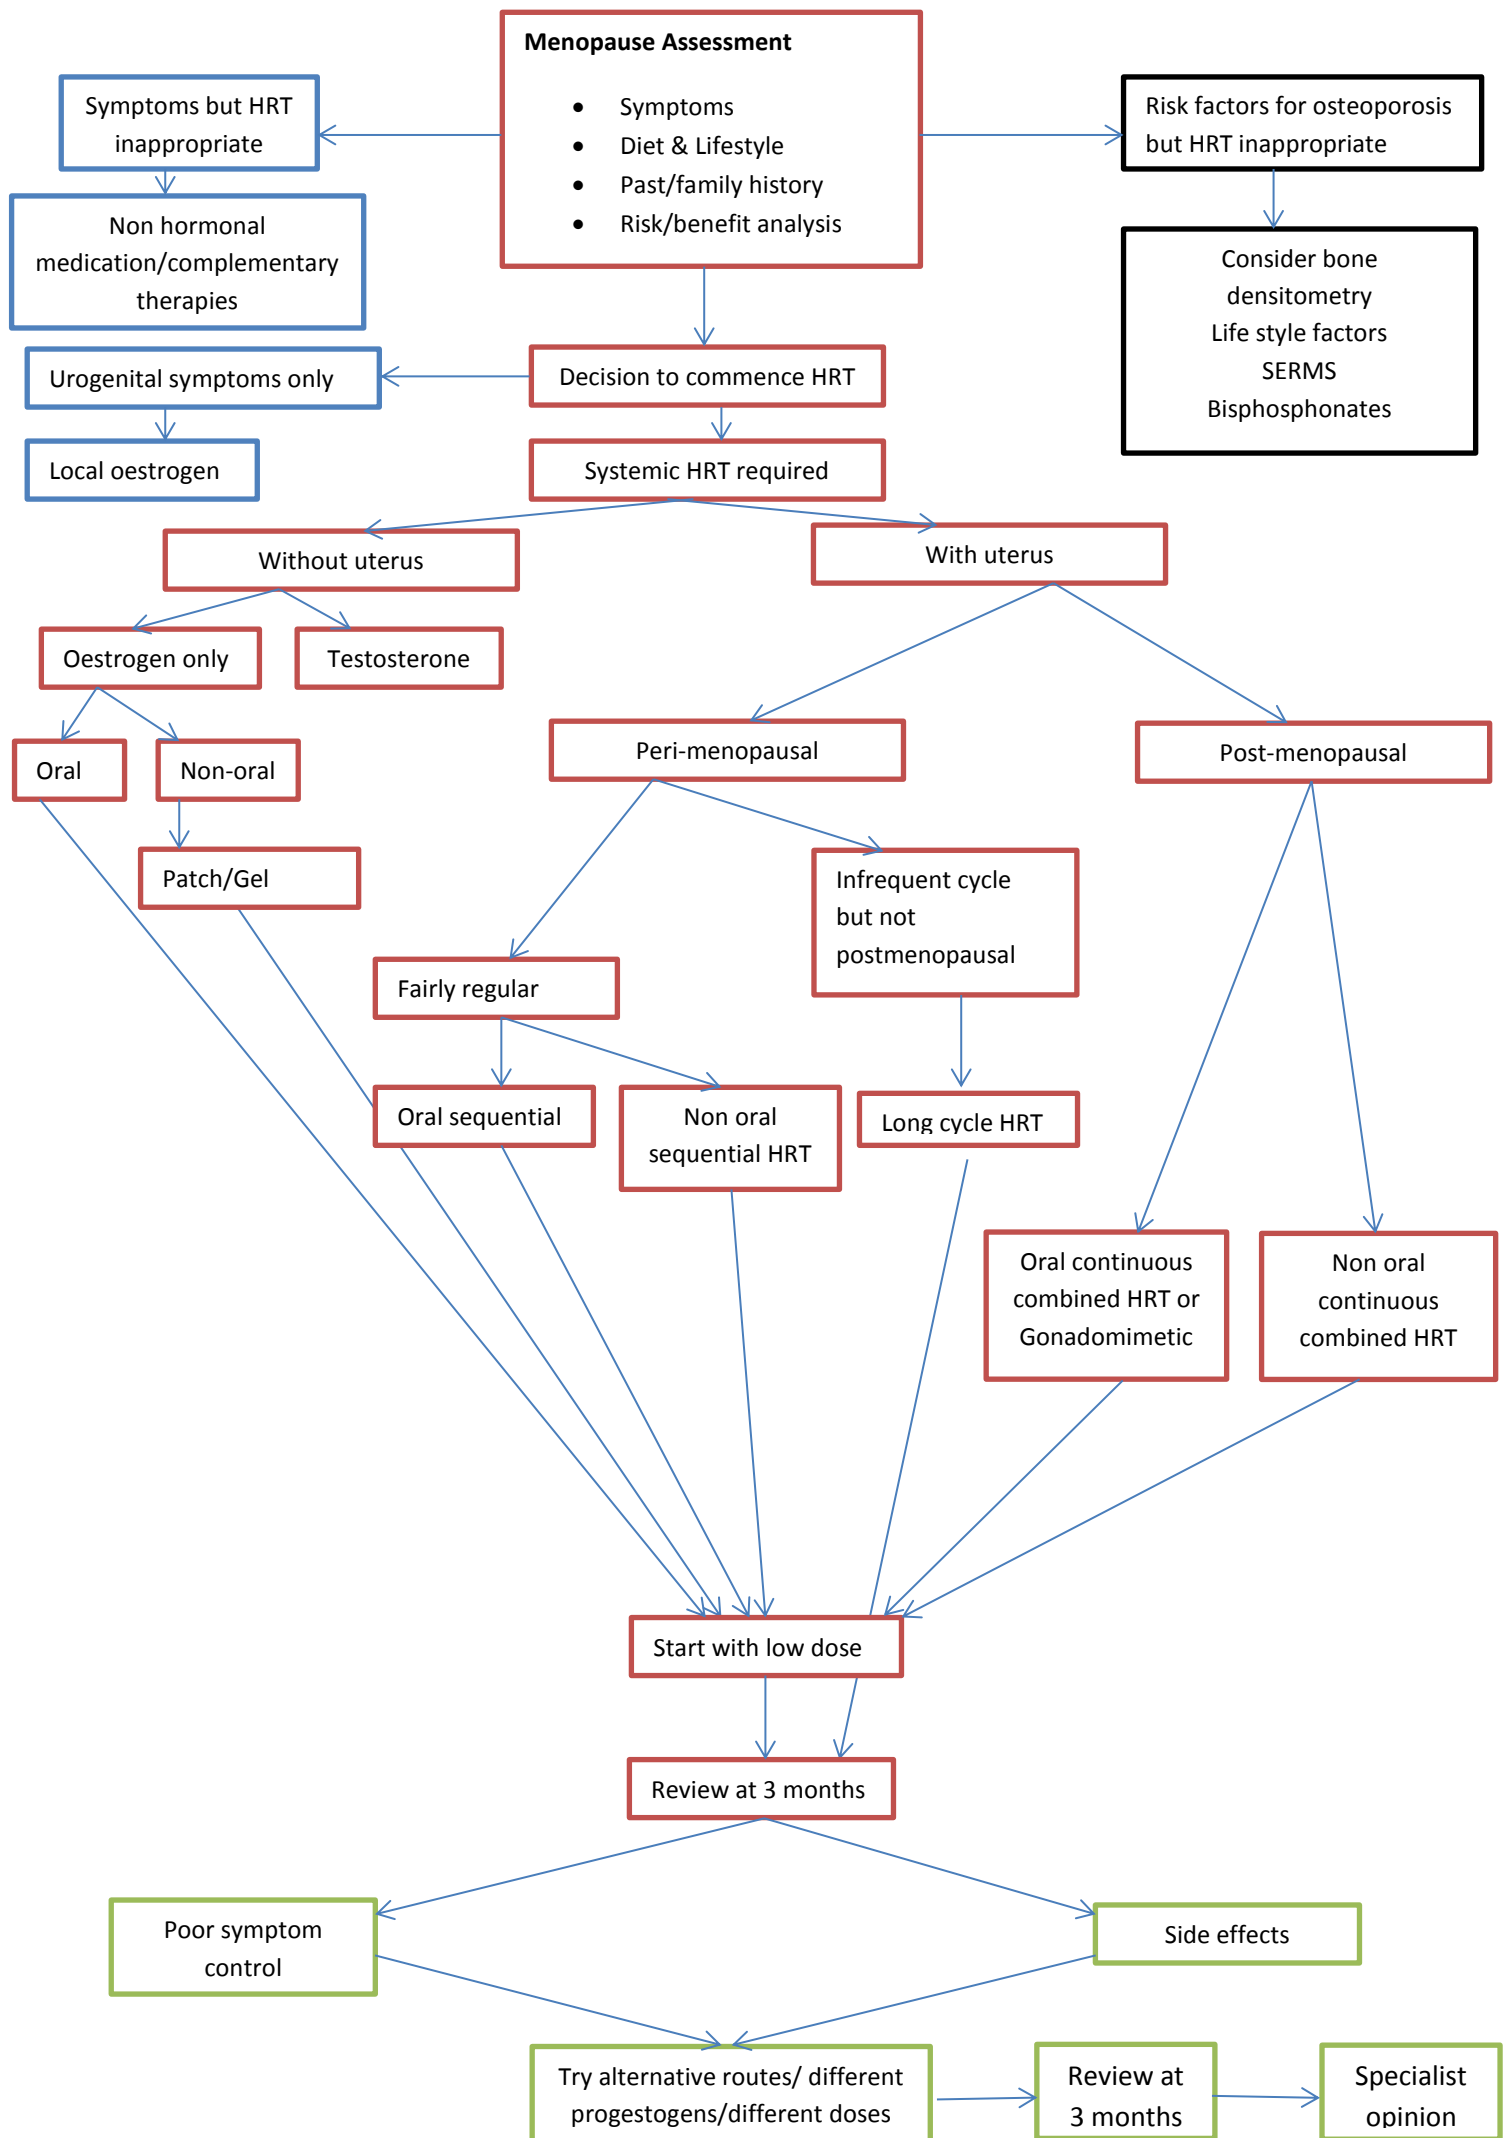 Menopause Assessment
• Symptoms
• Diet & Lifestyle
• Past/family history
• Risk/benefit analysis
Symptoms but HRT
inappropriate
Risk factors for osteoporosis
but HRT inappropriate
Non hormonal
medication/complementary
therapies
Consider bone
densitometry
Life style factors
SERMS
Bisphosphonates
Urogenital symptoms only
Decision to commence HRT
Local oestrogen
Systemic HRT required
Without uterus
With uterus
Oestrogen only
Testosterone
Oral
Non-oral
Peri-menopausal
Post-menopausal
Patch/Gel
Infrequent cycle
but not
postmenopausal
Fairly regular
Oral sequential
Non oral
sequential HRT
Long cycle HRT
Oral continuous
combined HRT or
Gonadomimetic
Non oral
continuous
combined HRT
Start with low dose
Review at 3 months
Poor symptom
control
Side effects
Try alternative routes/ different
progestogens/different doses
Review at
3 months
Specialist
opinion